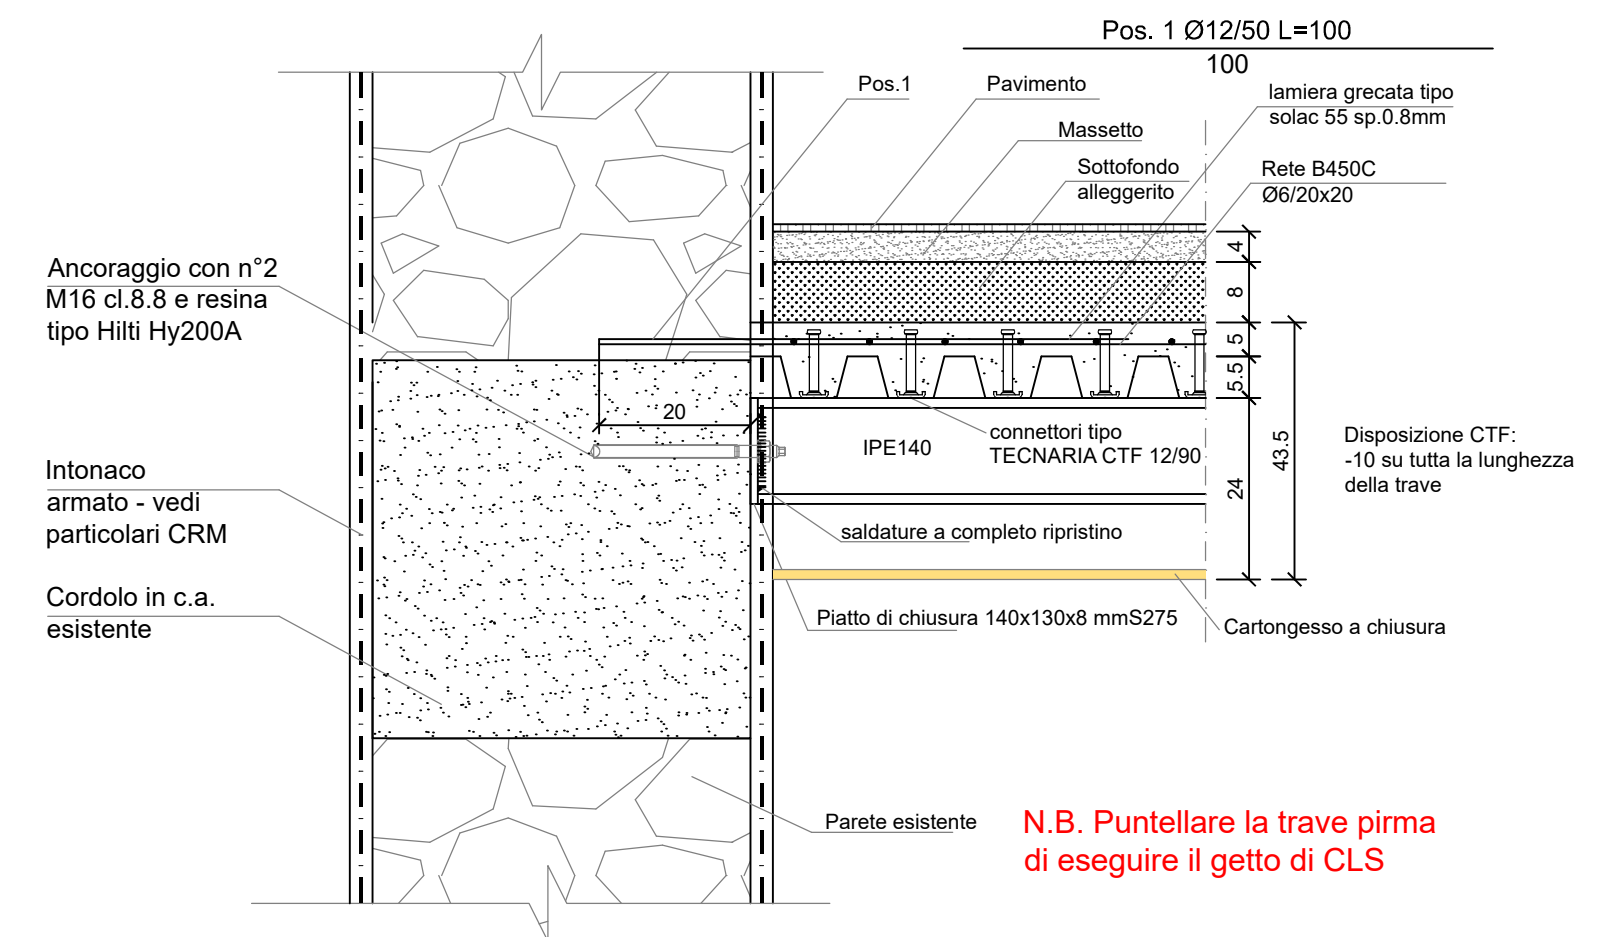 Pos. 1 Ø12/50 L=100
100
Pos.1
Pavimento
lamiera grecata tipo
solac 55 sp.0.8mm
Massetto
Sottofondo
alleggerito
Rete B450C
Ø6/20x20
Ancoraggio con n°2
M16 cl.8.8 e resina
tipo Hilti Hy200A
4
8
5
5.5
24
43.5
20
IPE140
connettori tipo
TECNARIA CTF 12/90
Disposizione CTF:
-10 su tutta la lunghezza
della trave
Intonaco
armato - vedi
particolari CRM
saldature a completo ripristino
Cordolo in c.a.
esistente
Piatto di chiusura 140x130x8 mmS275
Cartongesso a chiusura
Parete esistente
N.B. Puntellare la trave pirma
di eseguire il getto di CLS